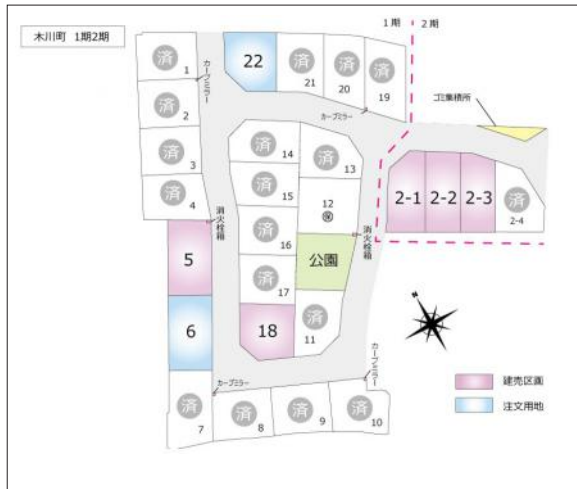 木川町 1期2期
1期 2期
済 1
済 2
済 3
済 4
5
6
済 7
済 8
済 9
済 10
済 11
12
公園
済 13
済 14
済 15
済 16
済 17
18
済 19
済 20
済 21
22
2-1
2-2
2-3
済 2-4
ゴミ集積所
カーブミラー
カーブミラー
カーブミラー
カーブミラー
消火栓箱
消火栓箱
建売区画
注文用地